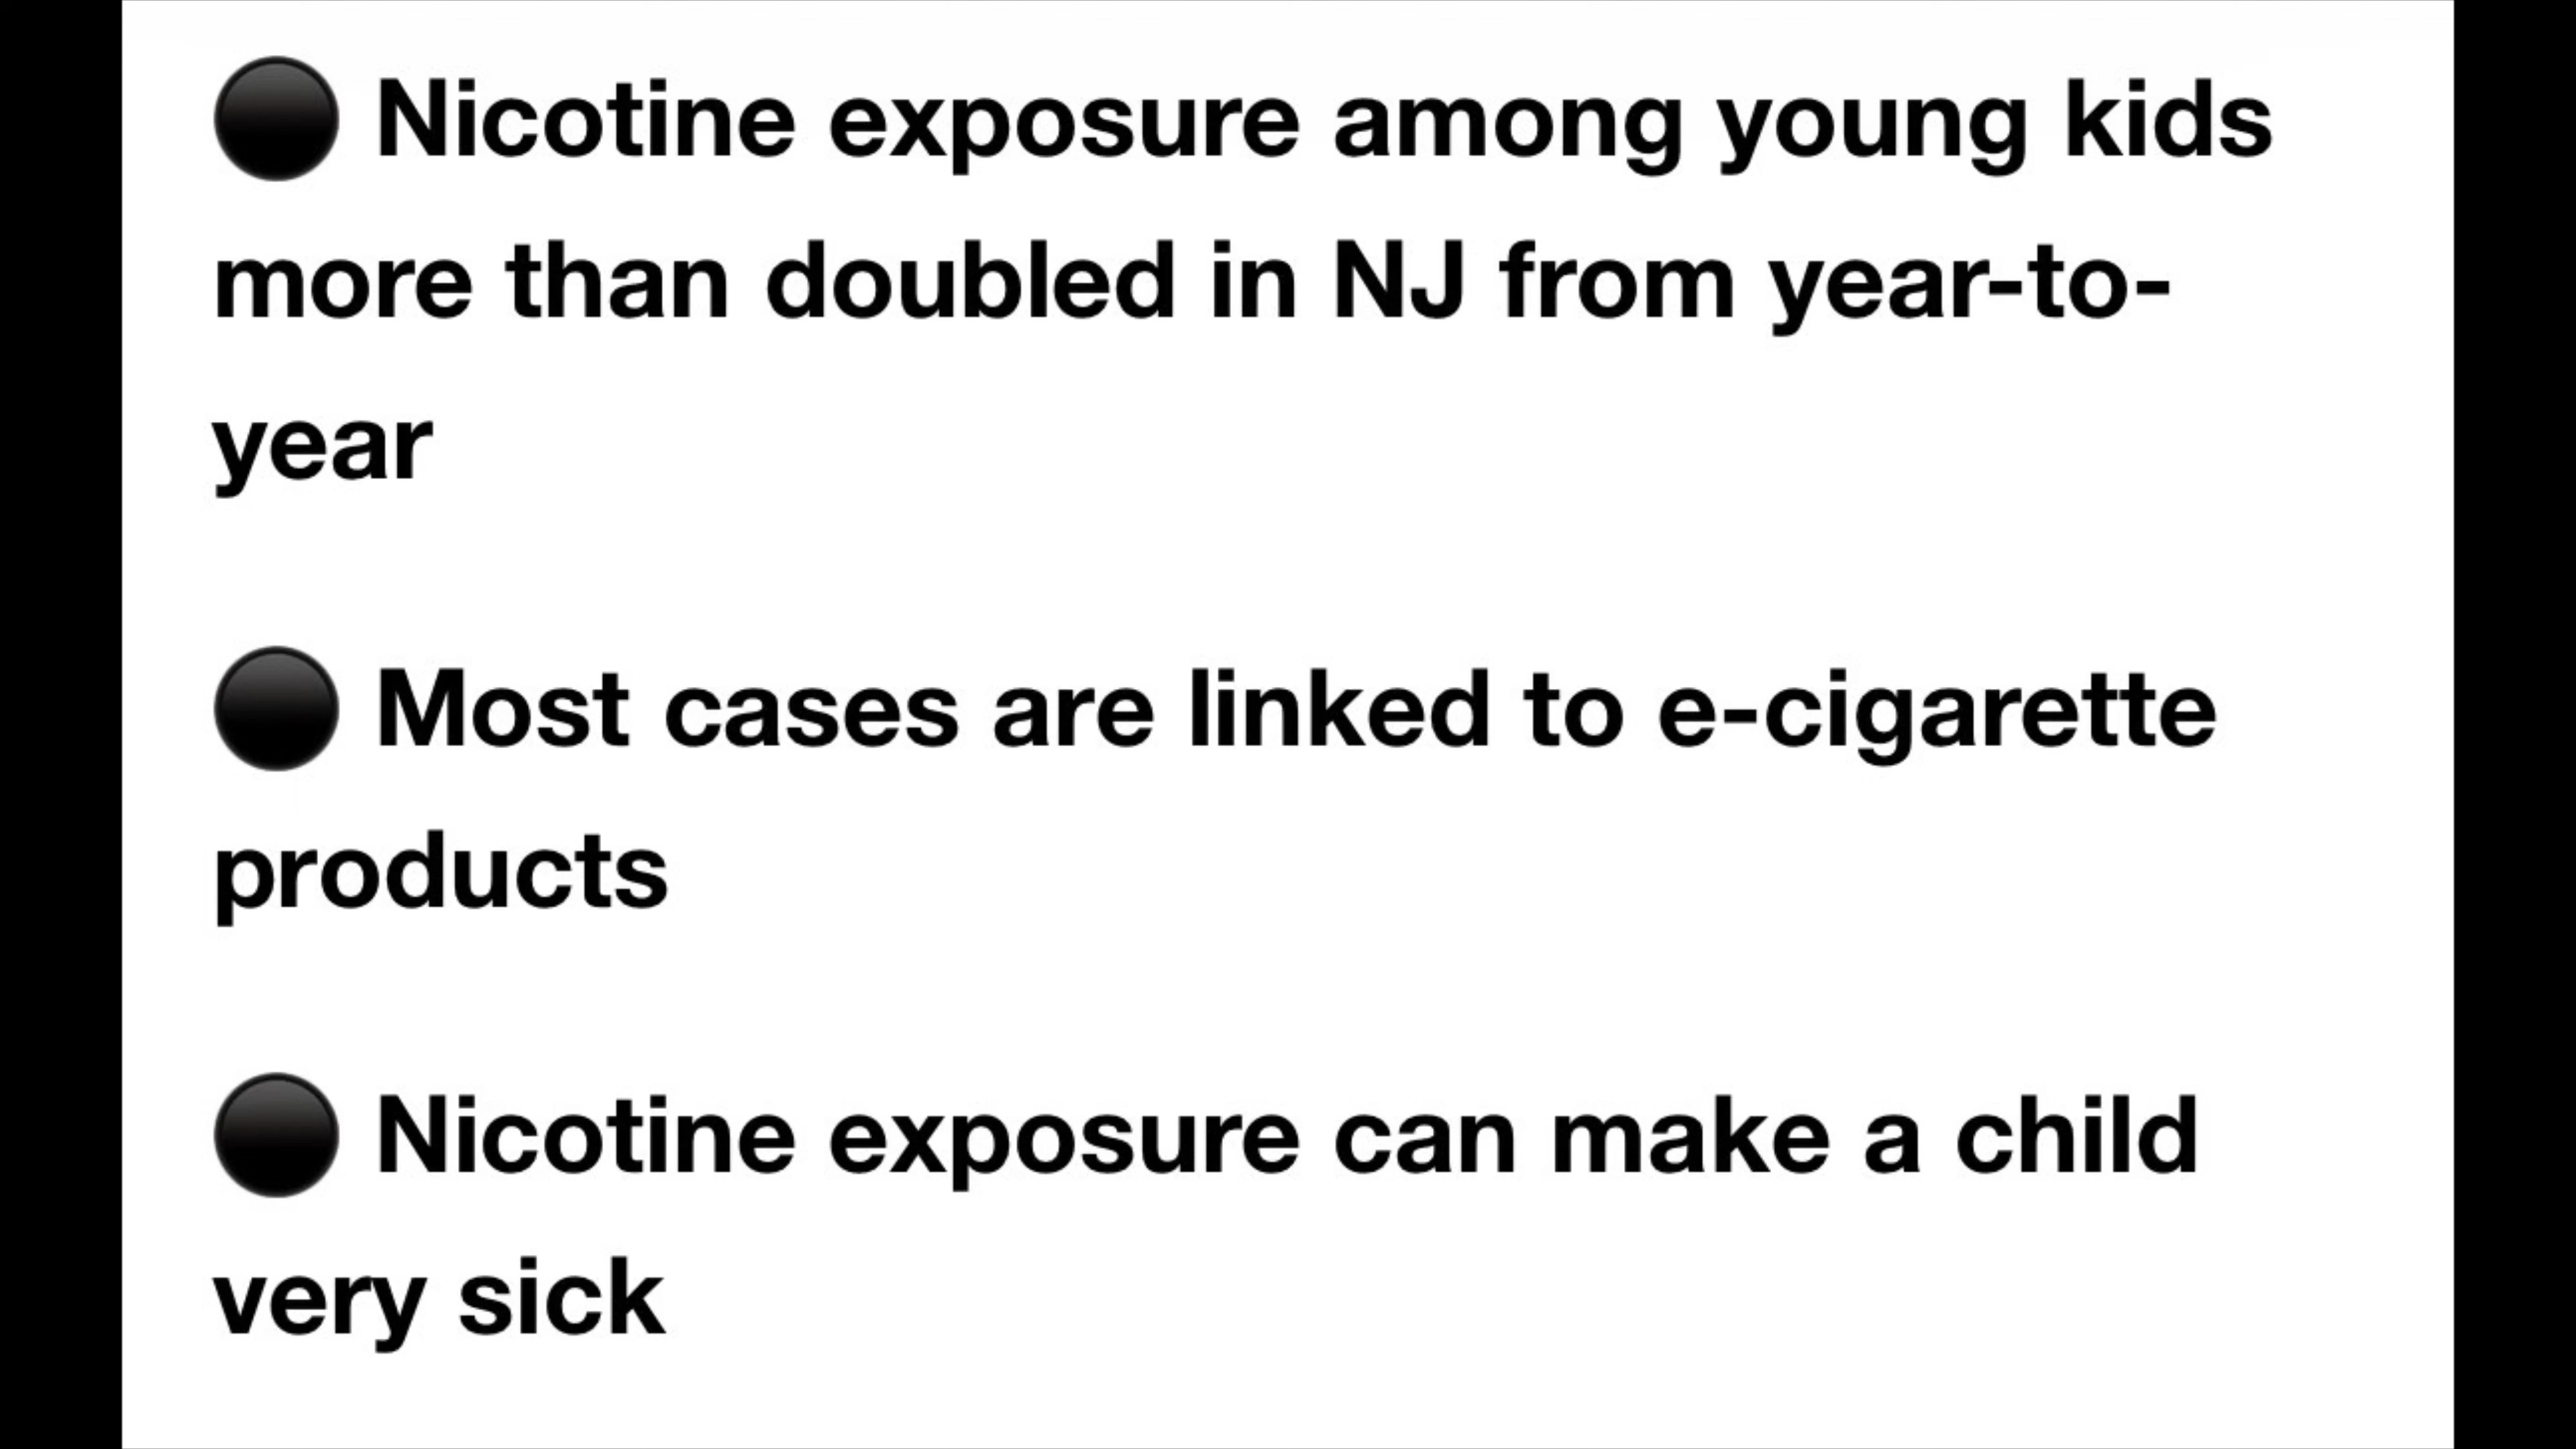 ⚫ Nicotine exposure among young kids
more than doubled in NJ from year-to-
year
⚫ Most cases are linked to e-cigarette
products
⚫ Nicotine exposure can make a child
very sick